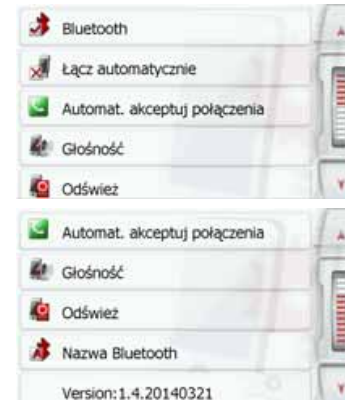 Bluetooth
Łącz automatycznie
Automat. akceptuj połączenia
Głośność
Odśwież
Automat. akceptuj połączenia
Głośność
Odśwież
Nazwa Bluetooth
Version:1.4.20140321